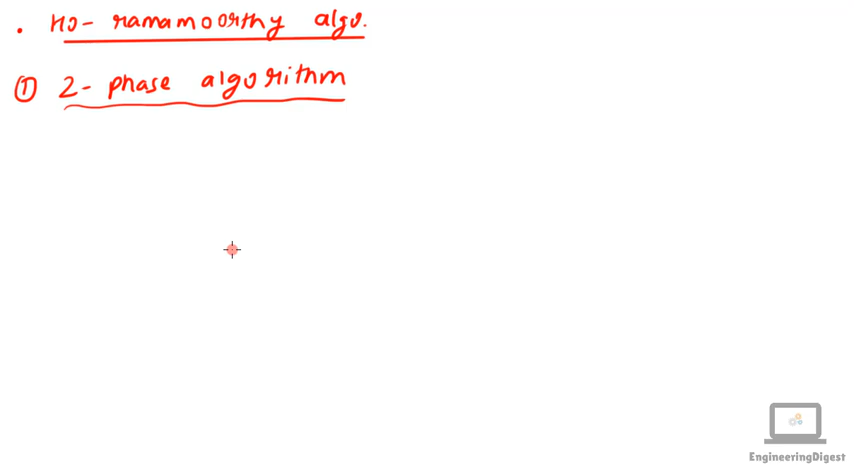 . Ho- ramamoorthy algo.
① 2- phase algorithm
EngineeringDigest